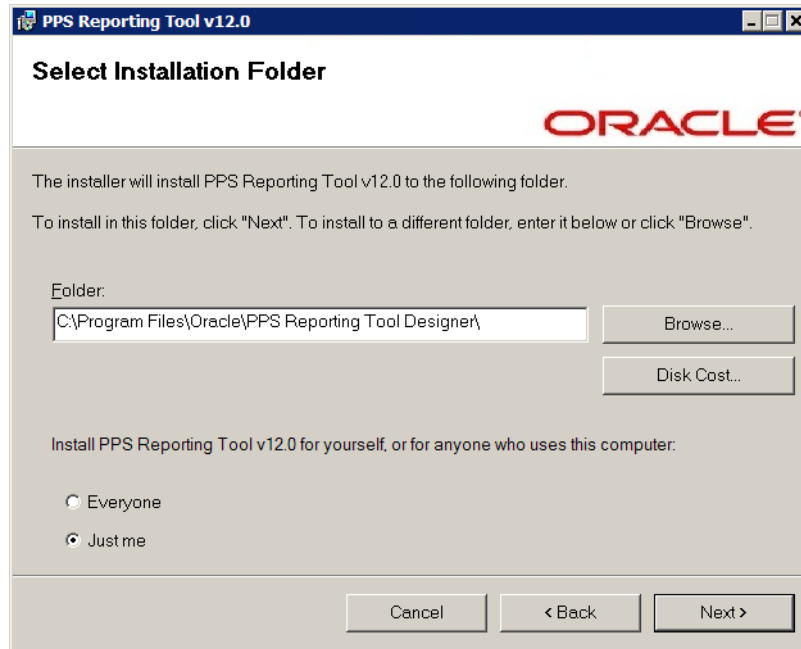 PPS Reporting Tool v12.0
Select Installation Folder
ORACLE
The installer will install PPS Reporting Tool v12.0 to the following folder.
To install in this folder, click "Next". To install to a different folder, enter it below or click "Browse".
Folder:
C:\Program Files\Oracle\PPS Reporting Tool Designer\
Browse...
Disk Cost...
Install PPS Reporting Tool v12.0 for yourself, or for anyone who uses this computer:
Everyone
Just me
Cancel
< Back
Next >